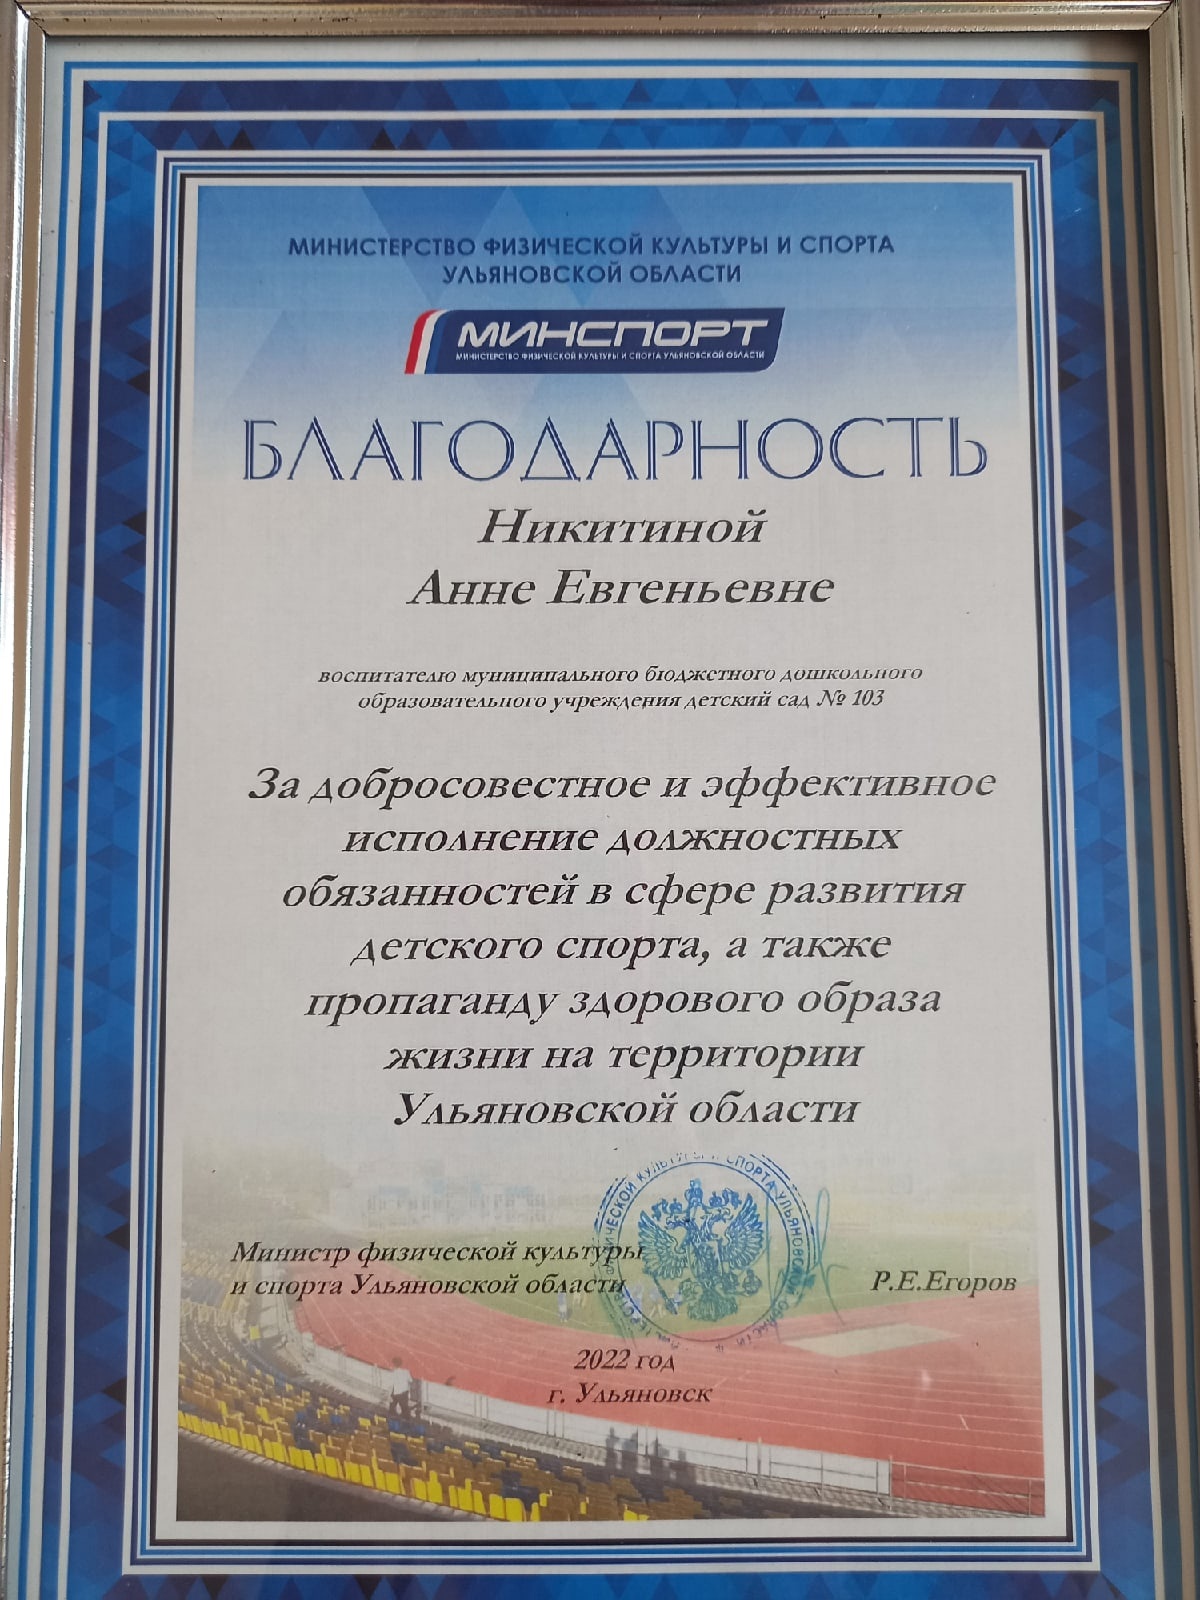 МИНИСТЕРСТВО ФИЗИЧЕСКОЙ КУЛЬТУРЫ И СПОРТА
УЛЬЯНОВСКОЙ ОБЛАСТИ
МИНСПОРТ
МИНИСТЕРСТВО ФИЗИЧЕСКОЙ КУЛЬТУРЫ И СПОРТА УЛЬЯНОВСКОЙ ОБЛАСТИ
БЛАГОДАРНОСТЬ
Никитиной
Анне Евгеньевне
воспитателю муниципального бюджетного дошкольного
образовательного учреждения детский сад № 103
За добросовестное и эффективное
исполнение должностных
обязанностей в сфере развития
детского спорта, а также
пропаганду здорового образа
жизни на территории
Ульяновской области
Министр физической культуры
и спорта Ульяновской области
Р.Е.Егоров
2022 год
г. Ульяновск